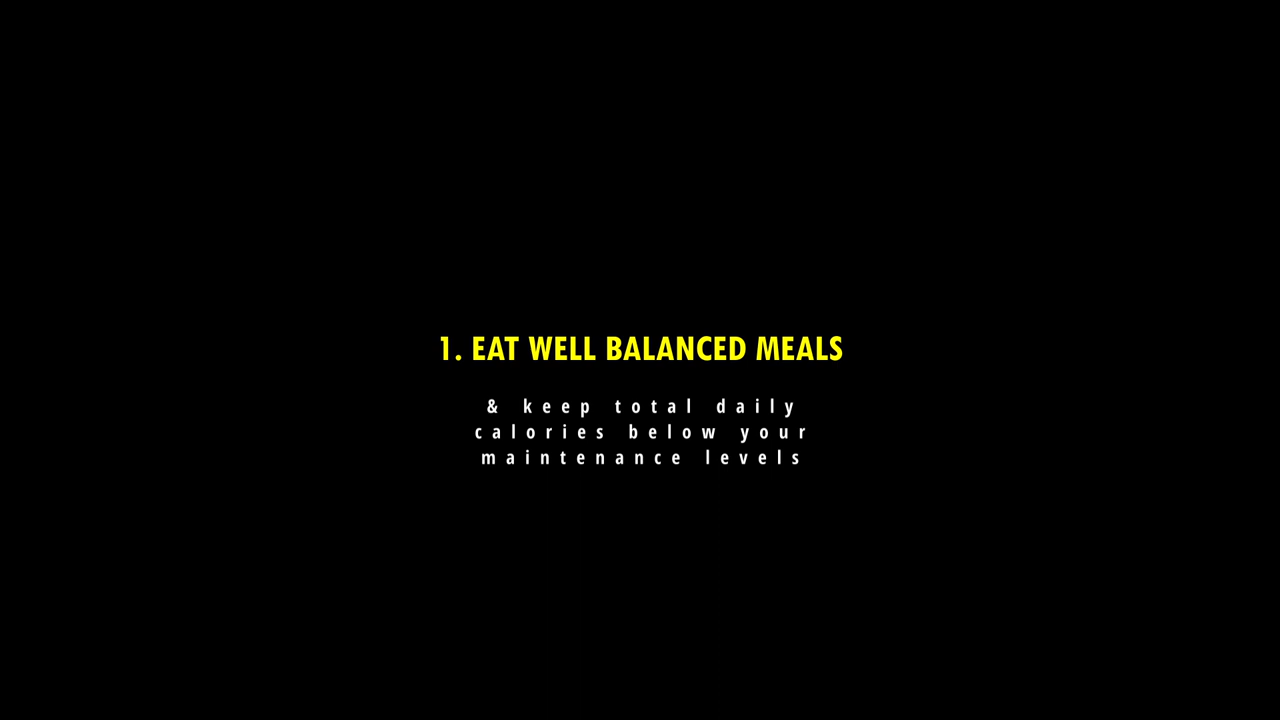 1. EAT WELL BALANCED MEALS
& keep total daily
calories below your
maintenance levels